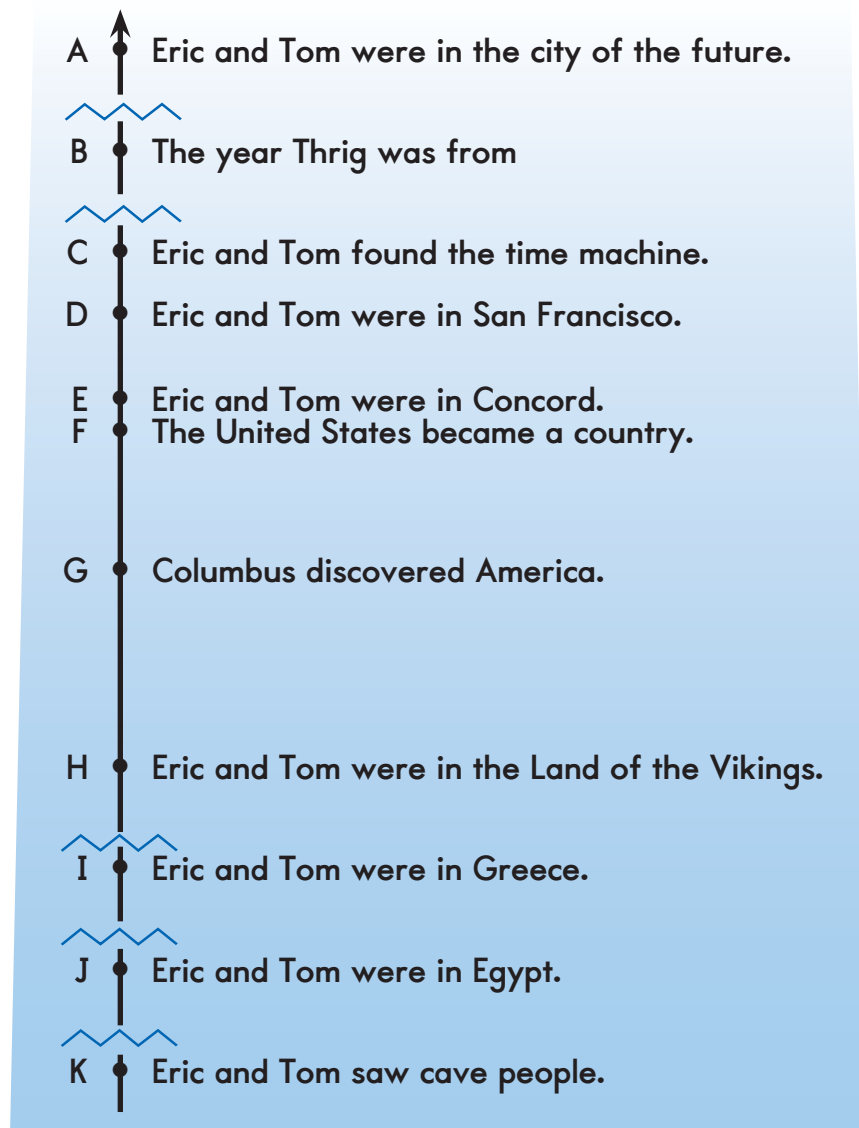 A Eric and Tom were in the city of the future.
B The year Thrig was from
C Eric and Tom found the time machine.
D Eric and Tom were in San Francisco.
E Eric and Tom were in Concord.
F The United States became a country.
G Columbus discovered America.
H Eric and Tom were in the Land of the Vikings.
I Eric and Tom were in Greece.
J Eric and Tom were in Egypt.
K Eric and Tom saw cave people.